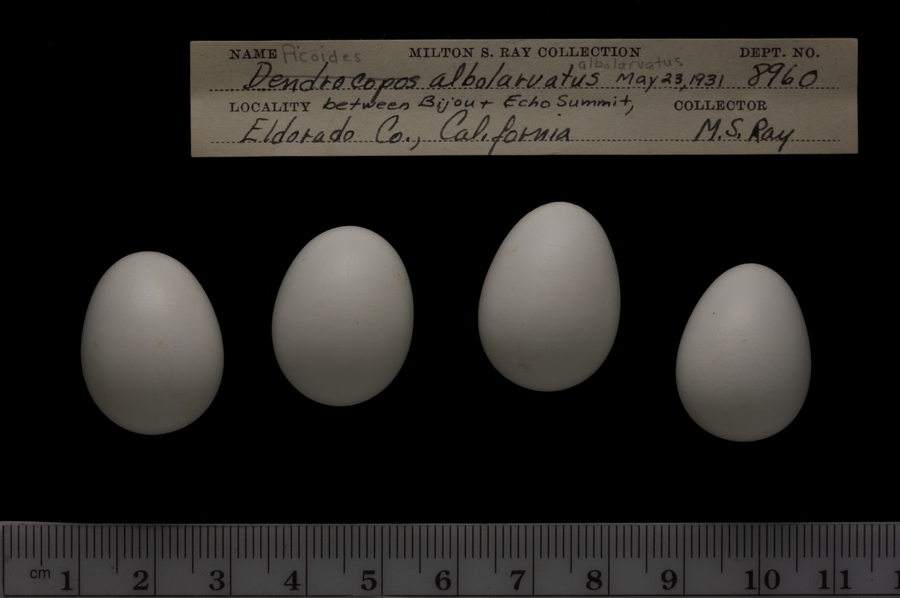 NAME Picoides MILTON S. RAY COLLECTION albolarvatus DEPT. NO.
Dendrocopos albolarvatus May 23, 1931 8960
LOCALITY between Bijou & Echo Summit, COLLECTOR
Eldorado Co., California M.S. Ray
cm 1 2 3 4 5 6 7 8 9 10 11 1